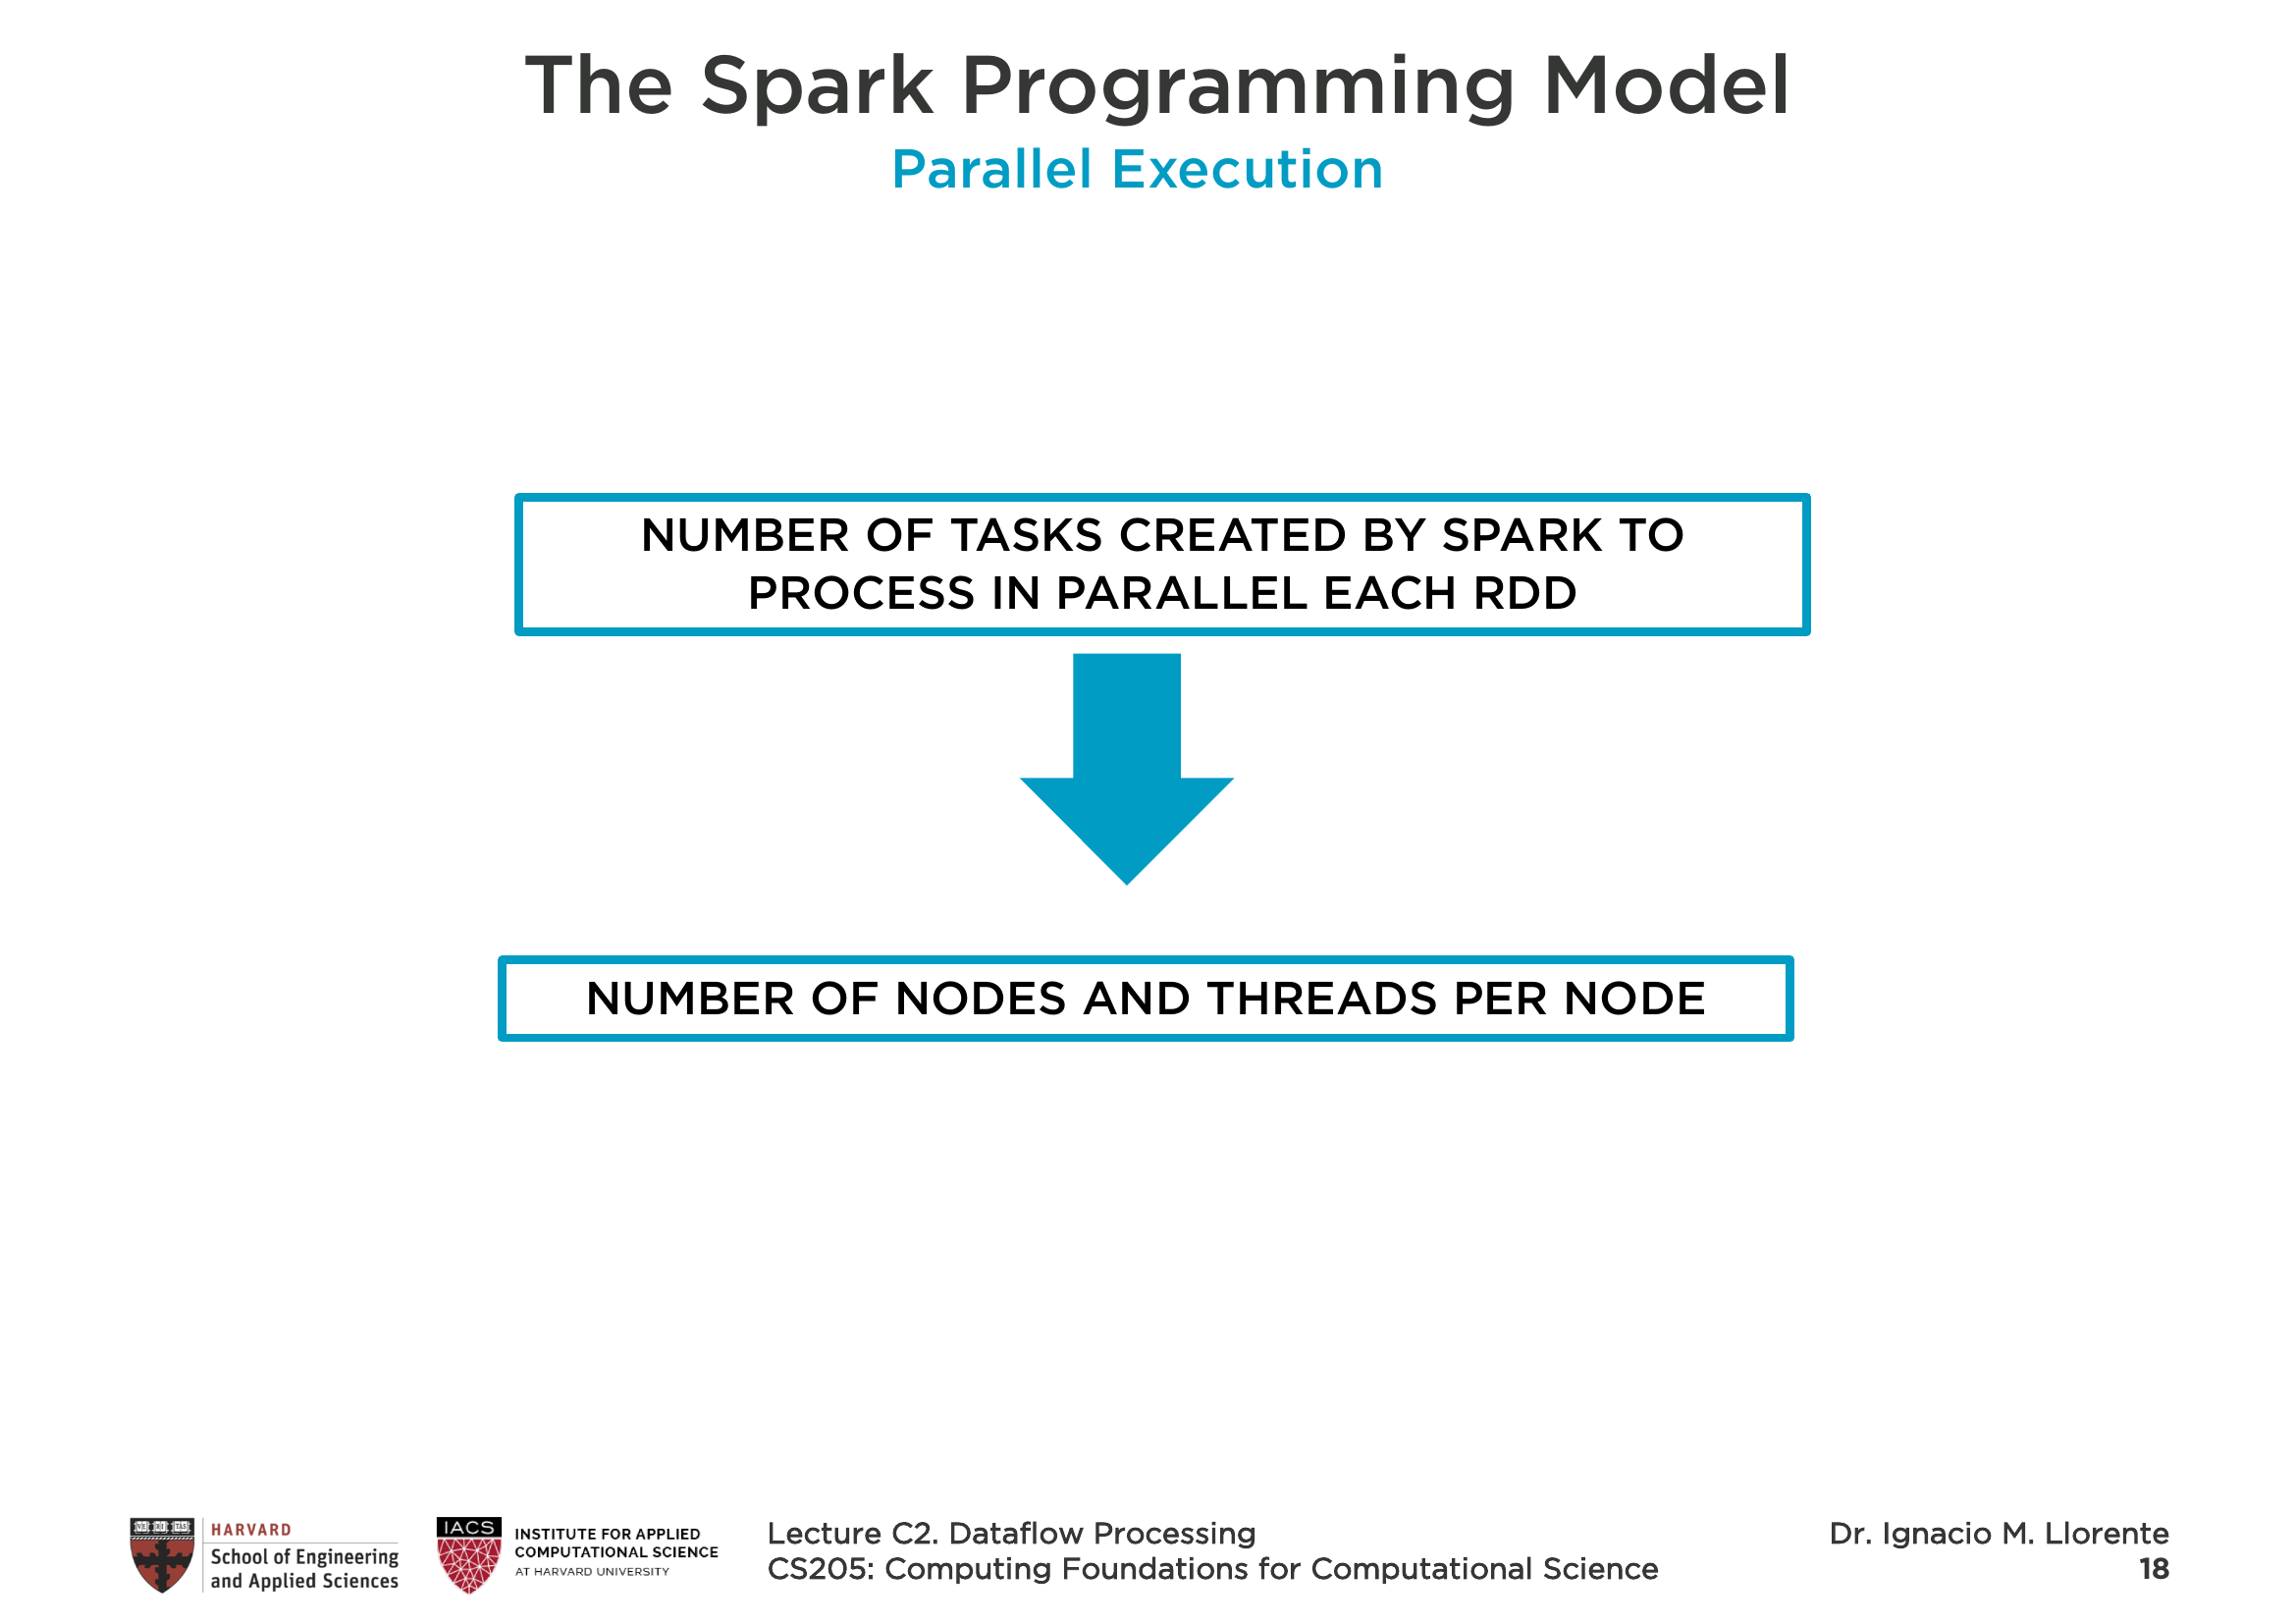 The Spark Programming Model
Parallel Execution
NUMBER OF TASKS CREATED BY SPARK TO
PROCESS IN PARALLEL EACH RDD
NUMBER OF NODES AND THREADS PER NODE
VE RI TAS
HARVARD
School of Engineering
and Applied Sciences
IACS
INSTITUTE FOR APPLIED
COMPUTATIONAL SCIENCE
AT HARVARD UNIVERSITY
Lecture C2. Dataflow Processing
CS205: Computing Foundations for Computational Science
Dr. Ignacio M. Llorente
18